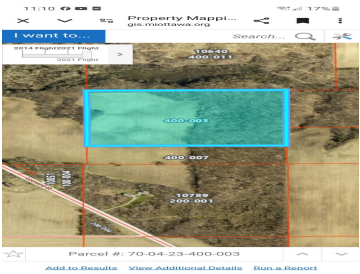 11:10
17%
Property Mappi...
gis.miottawa.org
I want to...
Search...
2014 Flight2021 Flight
2021 Flight
10640
400-011
400-003
400-007
10789
200-001
Parcel #: 70-04-23-400-003
Add to Results View Additional Details Run a Report